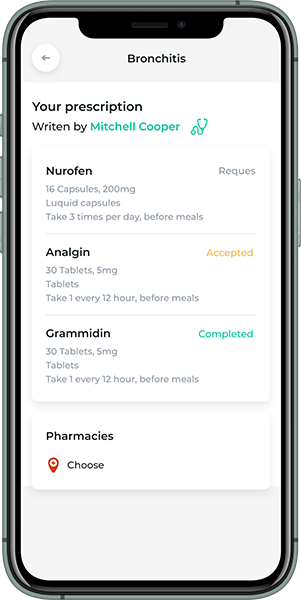 Bronchitis
Your prescription
Writen by Mitchell Cooper
Nurofen Reques
16 Capsules, 200mg
Luquid capsules
Take 3 times per day, before meals
Analgin Accepted
30 Tablets, 5mg
Tablets
Take 1 every 12 hour, before meals
Grammidin Completed
30 Tablets, 5mg
Tablets
Take 1 every 12 hour, before meals
Pharmacies
Choose